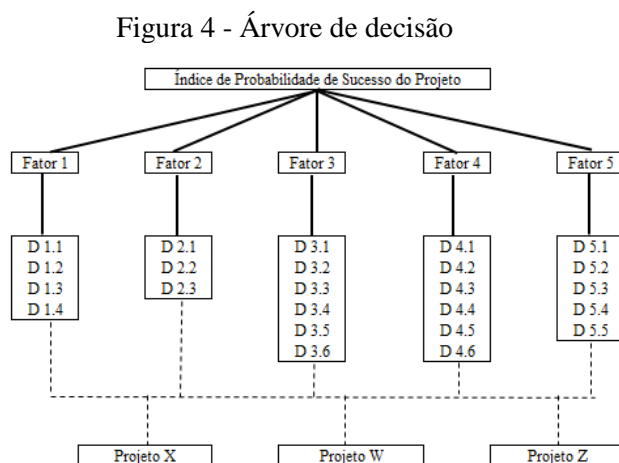 Figura 4 - Árvore de decisão
Índice de Probabilidade de Sucesso do Projeto
Fator 1
Fator 2
Fator 3
Fator 4
Fator 5
D 1.1
D 1.2
D 1.3
D 1.4
D 2.1
D 2.2
D 2.3
D 3.1
D 3.2
D 3.3
D 3.4
D 3.5
D 3.6
D 4.1
D 4.2
D 4.3
D 4.4
D 4.5
D 4.6
D 5.1
D 5.2
D 5.3
D 5.4
D 5.5
Projeto X
Projeto W
Projeto Z